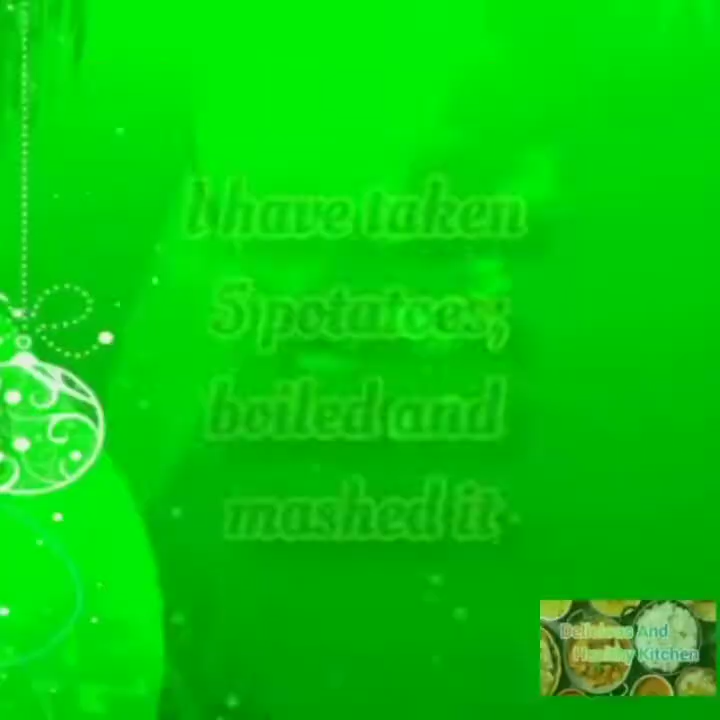 I have taken
5 potatoes,
boiled and
mashed it
Delicious And
Healthy Kitchen